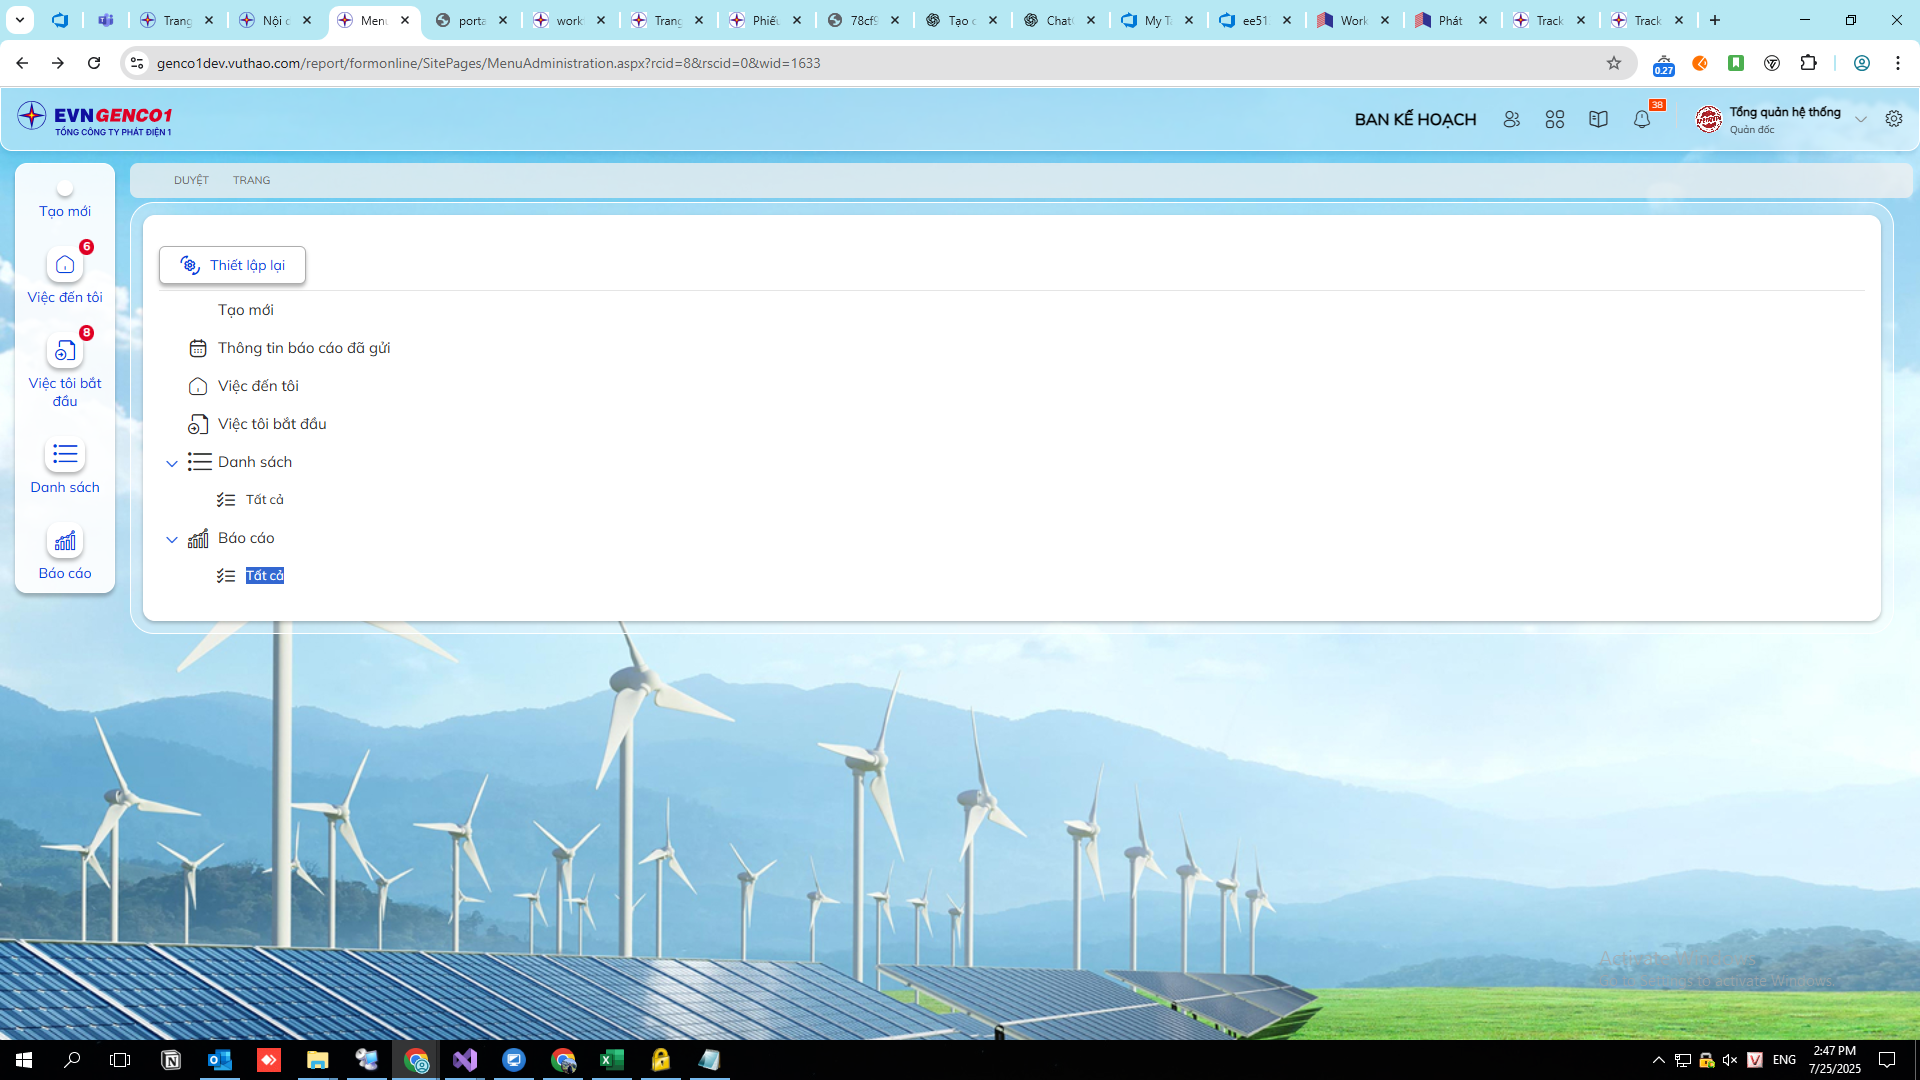 Trang
Nội d
Menu
porta
work
Trang
Phiếu
78cf9
Tạo c
Chat
My Ta
ee51
Work
Phát
Track
Track
genco1dev.vuthao.com/report/formonline/SitePages/MenuAdministration.aspx?rcid=8&rscid=0&wid=1633
0.27
EVNGENCO1
TỔNG CÔNG TY PHÁT ĐIỆN 1
BAN KẾ HOẠCH
38
Tổng quản hệ thống
Quản đốc
DUYỆT TRANG
Tạo mới
6
Việc đến tôi
8
Việc tôi bắt
đầu
Danh sách
Báo cáo
Thiết lập lại
Tạo mới
Thông tin báo cáo đã gửi
Việc đến tôi
Việc tôi bắt đầu
Danh sách
Tất cả
Báo cáo
Tất cả
Activate Windows
Go to Settings to activate Windows.
ENG
2:47 PM
7/25/2025